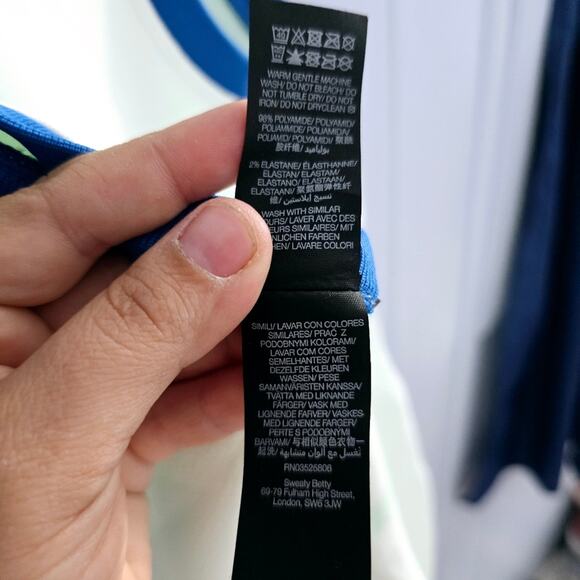 WARM GENTLE MACHINE
WASH/ DO NOT BLEACH/ DO
NOT TUMBLE DRY/ DO NOT
IRON/ DO NOT DRYCLEAN
98% POLYAMIDE/ POLYAMID/
POLIAMMIDE/ POLIAMIDA/
POLIAMID/ POLYAMIDI/ 聚酰
胺纤维/ بولياميد
2% ELASTANE/ ÉLASTHANNE/
ELASTAN/ ELASTAM/
ELASTANO/ ELASTAAN/
ELASTAANI/ 聚氨酯弹性纤
维/ نسيج إيلاستين
WASH WITH SIMILAR
OURS/ LAVER AVEC DES
EURS SIMILAIRES/ MIT
NLICHEN FARBEN
HEN/ LAVARE COLORI
SIMILI/ LAVAR CON COLORES
SIMILARES/ PRAĆ Z
PODOBNYMI KOLORAMI/
LAVAR COM CORES
SEMELHANTES/ MET
DEZELFDE KLEUREN
WASSEN/ PESE
SAMANVÄRISTEN KANSSA/
TVÄTTA MED LIKNANDE
FÄRGER/ VASK MED
LIGNENDE FARVER/ VASKES
MED LIGNENDE FARGER/
PERTE S PODOBNÝMI
BARVAMI/ 与相似颜色衣物一
起洗/ تغسل مع ألوان متشابهة
RN03525808
Sweaty Betty
69-79 Fulham High Street,
London, SW6 3JW